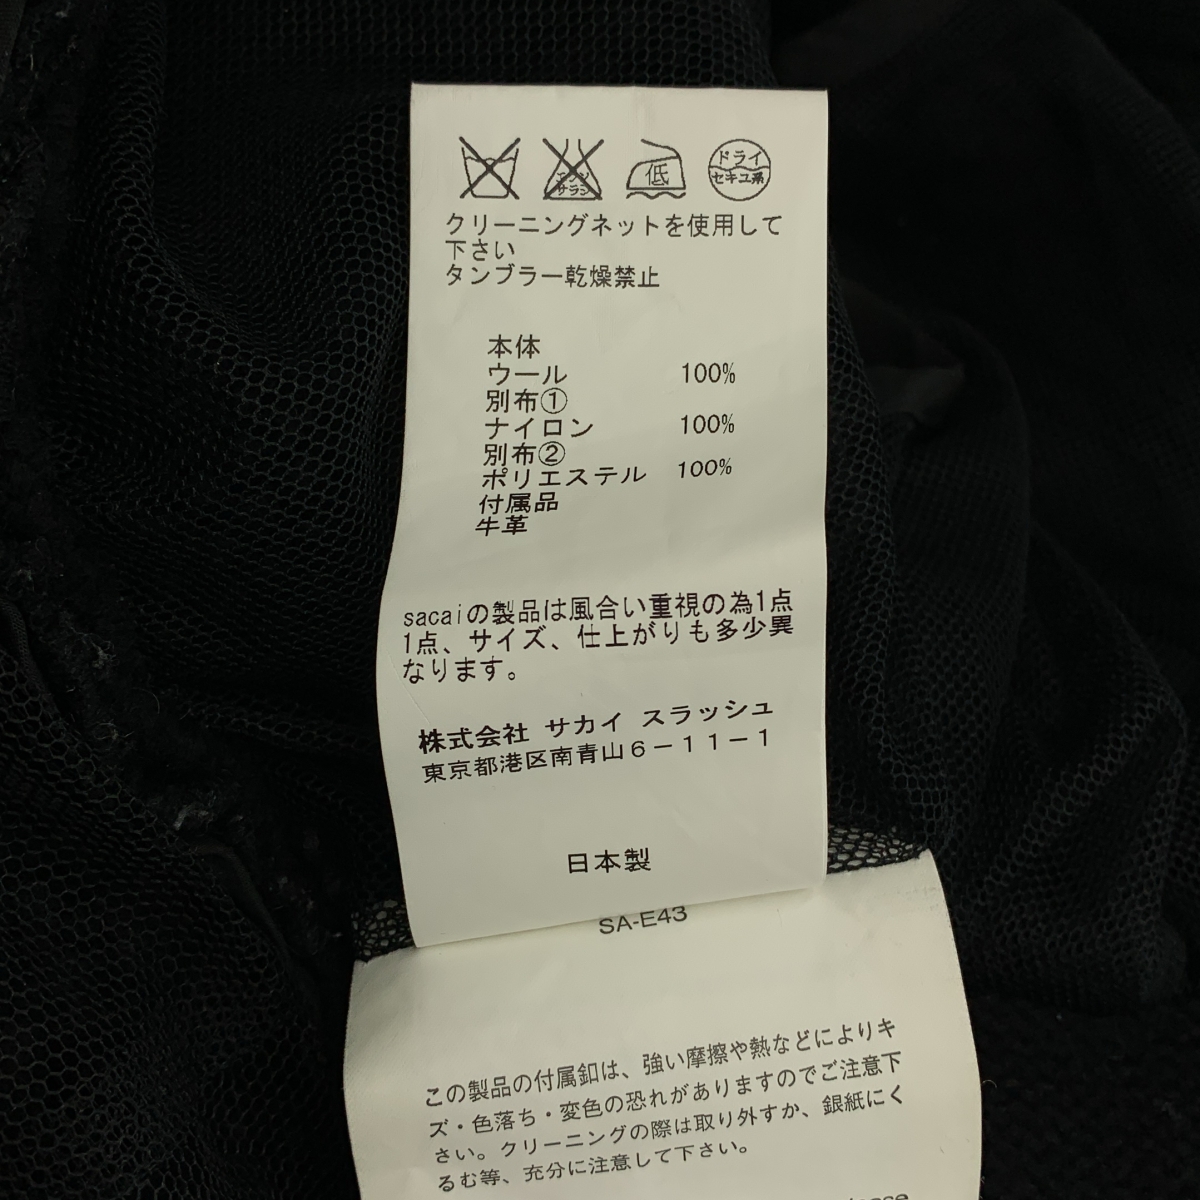 エンソ
サラシ
低
ドライ
セキユ系
クリーニングネットを使用して
下さい
タンブラー乾燥禁止
本体
ウール 100%
別布①
ナイロン 100%
別布②
ポリエステル 100%
付属品
牛革
sacaiの製品は風合い重視の為1点
1点、サイズ、仕上がりも多少異
なります。
株式会社 サカイ スラッシュ
東京都港区南青山6-11-1
日本製
SA-E43
この製品の付属釦は、強い摩擦や熱などによりキ
ズ・色落ち・変色の恐れがありますのでご注意下
さい。クリーニングの際は取り外すか、銀紙にく
るむ等、充分に注意して下さい。